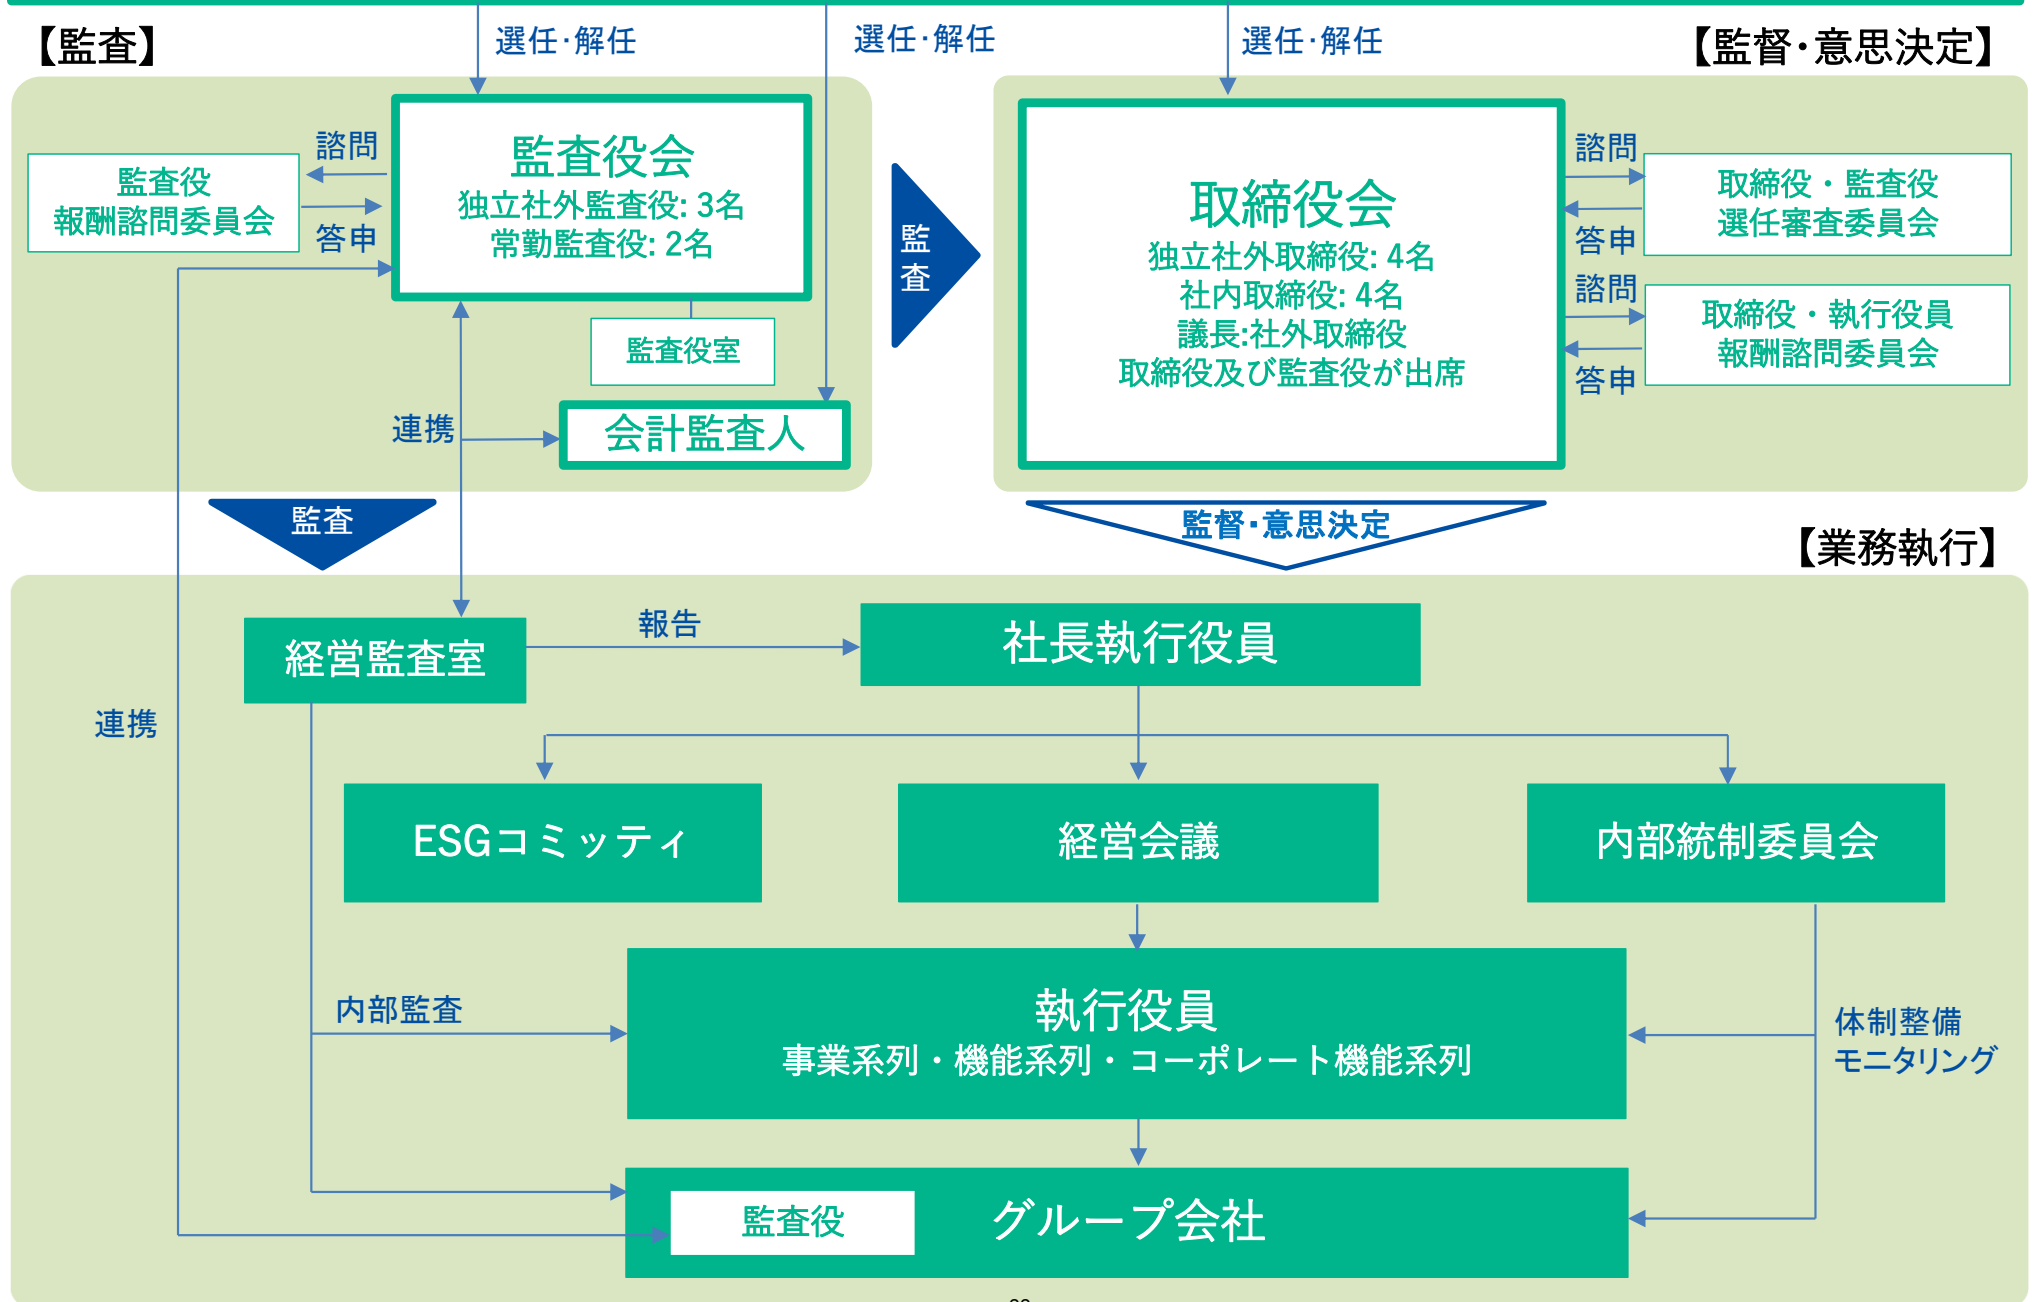 【監査】
選任・解任
選任・解任
選任・解任
【監督・意思決定】
監査役会
独立社外監査役: 3名
常勤監査役: 2名
諮問
答申
監査役
報酬諮問委員会
監査役室
会計監査人
連携
監査
取締役会
独立社外取締役: 4名
社内取締役: 4名
議長:社外取締役
取締役及び監査役が出席
諮問
答申
取締役・監査役
選任審査委員会
諮問
答申
取締役・執行役員
報酬諮問委員会
監査
監督・意思決定
【業務執行】
経営監査室
報告
社長執行役員
連携
ESGコミッティ
経営会議
内部統制委員会
内部監査
執行役員
事業系列・機能系列・コーポレート機能系列
体制整備
モニタリング
監査役
グループ会社